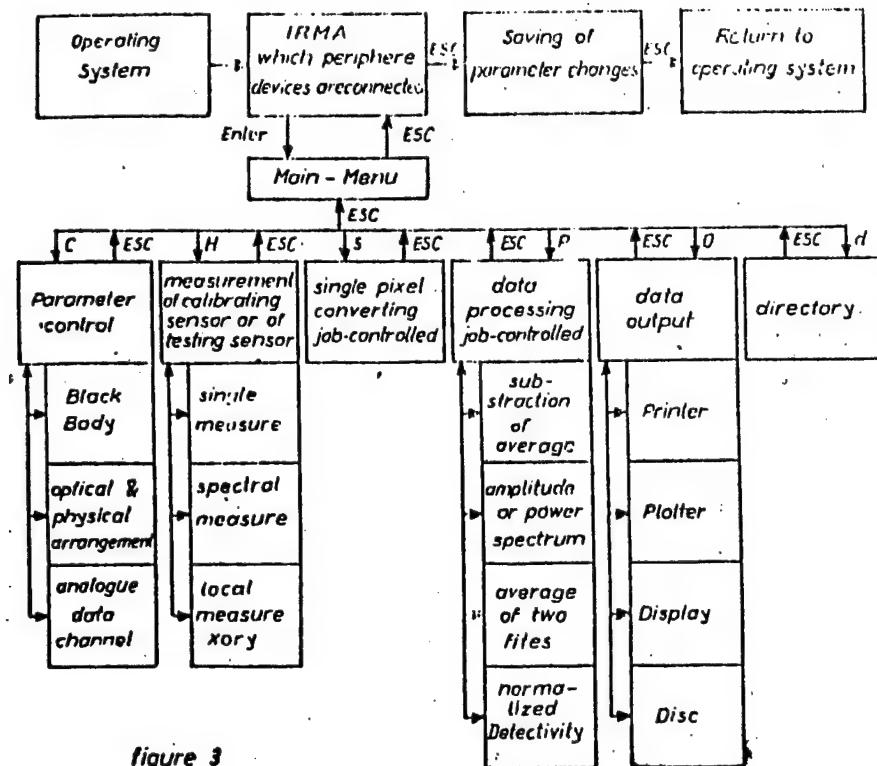 Operating
System
IRMA
which periphere
devices areconnected
ESC
Saving of
parameter changes
ESC
Return to
operating system
Enter
ESC
Main - Menu
ESC
C
ESC
H
ESC
s
ESC
ESC
P
ESC
O
ESC
d
Parameter
control
measurement
of calibrating
sensor or of
testing sensor
single pixel
converting
job-controlled
data
processing
job-controlled
data
output
directory
Black
Body
optical &
physical
arrangement
analogue
data
channel
single
measure
spectral
measure
local
measure
xory
sub-
straction
of
average
amplitude
or power
spectrum
average
of two
files
norma-
lized
Detectivity
Printer
Plotter
Display
Disc
figure 3